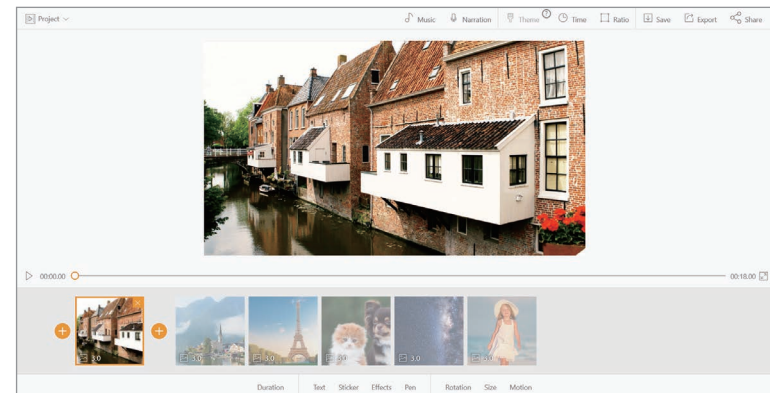 Project Music Narration Theme ? Time Ratio Save Export Share
00:00.00 00:18.00
3.0 3.0 3.0 3.0 3.0 3.0
Duration Text Sticker Effects Pen Rotation Size Motion